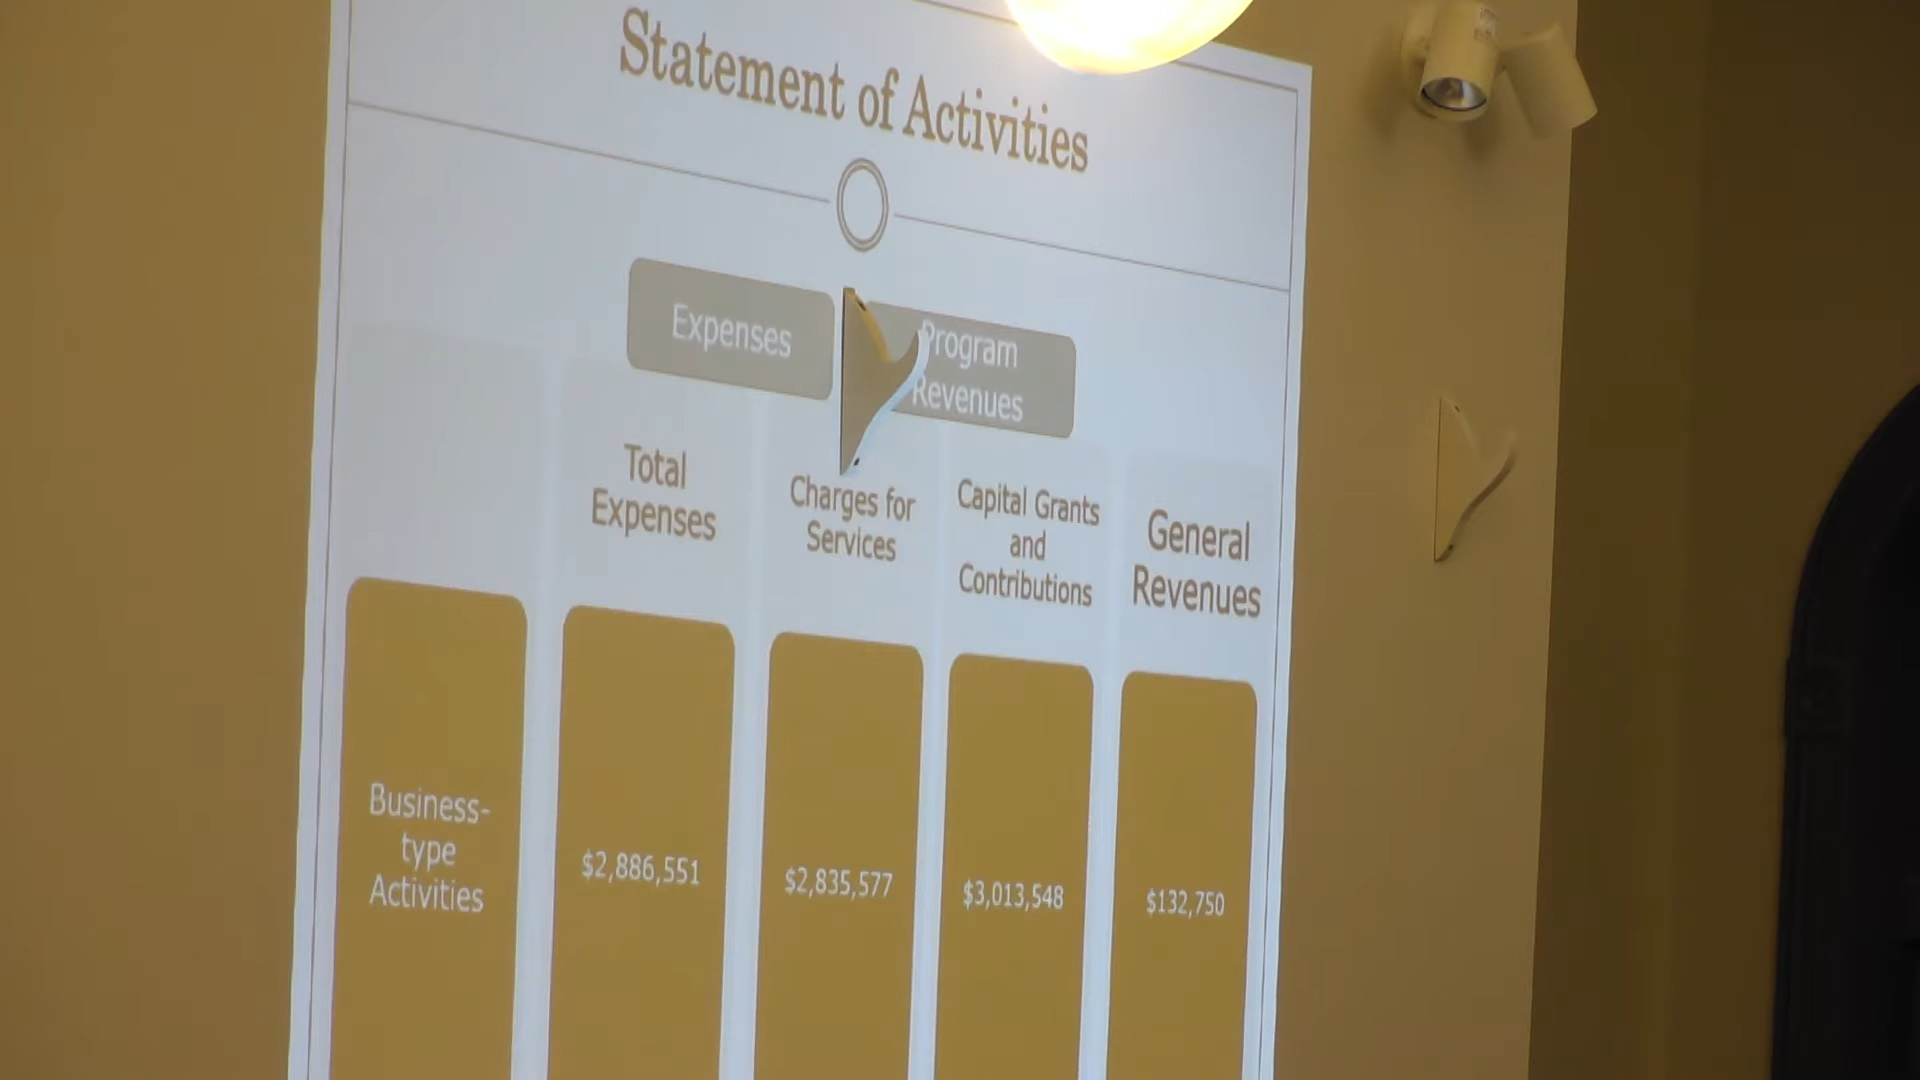 Statement of Activities
Expenses
Program
Revenues
Total
Expenses
Charges for
Services
Capital Grants
and
Contributions
General
Revenues
Business-
type
Activities
$2,886,551
$2,835,577
$3,013,548
$132,750